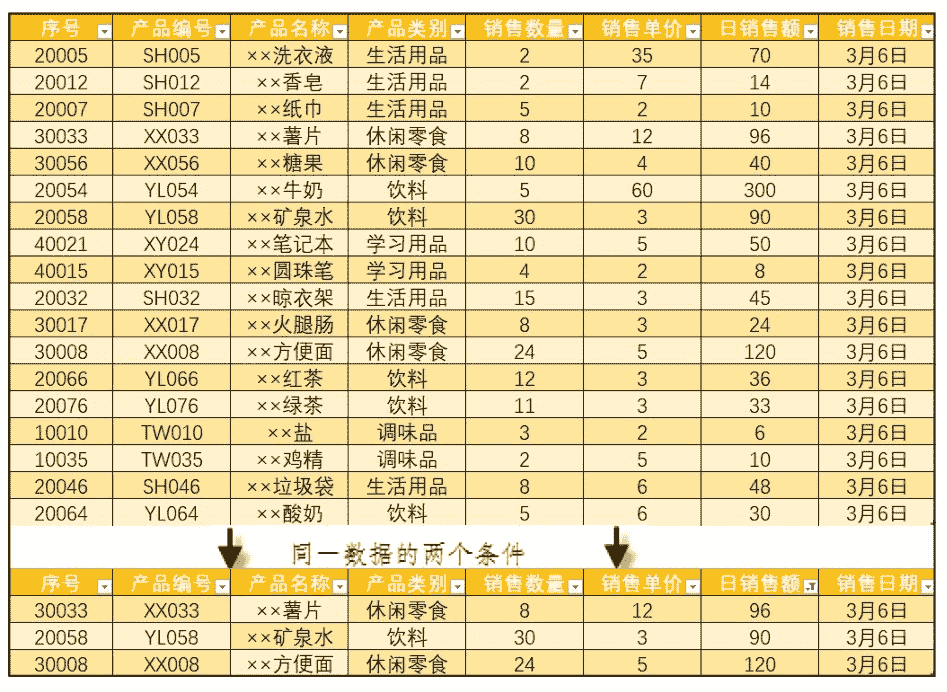 序号 产品编号 产品名称 产品类别 销售数量 销售单价 日销售额 销售日期
20005 SH005 ××洗衣液 生活用品 2 35 70 3月6日
20012 SH012 ××香皂 生活用品 2 7 14 3月6日
20007 SH007 ××纸巾 生活用品 5 2 10 3月6日
30033 XX033 ××薯片 休闲零食 8 12 96 3月6日
30056 XX056 ××糖果 休闲零食 10 4 40 3月6日
20054 YL054 ××牛奶 饮料 5 60 300 3月6日
20058 YL058 ××矿泉水 饮料 30 3 90 3月6日
40021 XY024 ××笔记本 学习用品 10 5 50 3月6日
40015 XY015 ××圆珠笔 学习用品 4 2 8 3月6日
20032 SH032 ××晾衣架 生活用品 15 3 45 3月6日
30017 XX017 ××火腿肠 休闲零食 8 3 24 3月6日
30008 XX008 ××方便面 休闲零食 24 5 120 3月6日
20066 YL066 ××红茶 饮料 12 3 36 3月6日
20076 YL076 ××绿茶 饮料 11 3 33 3月6日
10010 TW010 ××盐 调味品 3 2 6 3月6日
10035 TW035 ××鸡精 调味品 2 5 10 3月6日
20046 SH046 ××垃圾袋 生活用品 8 6 48 3月6日
20064 YL064 ××酸奶 饮料 5 6 30 3月6日
同一数据的两个条件
序号 产品编号 产品名称 产品类别 销售数量 销售单价 日销售额 销售日期
30033 XX033 ××薯片 休闲零食 8 12 96 3月6日
20058 YL058 ××矿泉水 饮料 30 3 90 3月6日
30008 XX008 ××方便面 休闲零食 24 5 120 3月6日